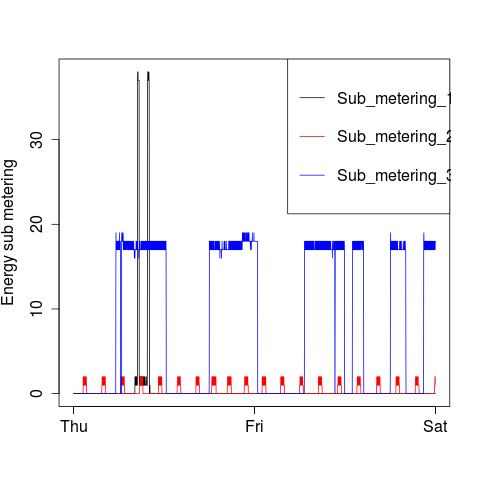 Sub_metering_1
Sub_metering_2
Sub_metering_3
Energy sub metering
30
20
10
0
Thu Fri Sat